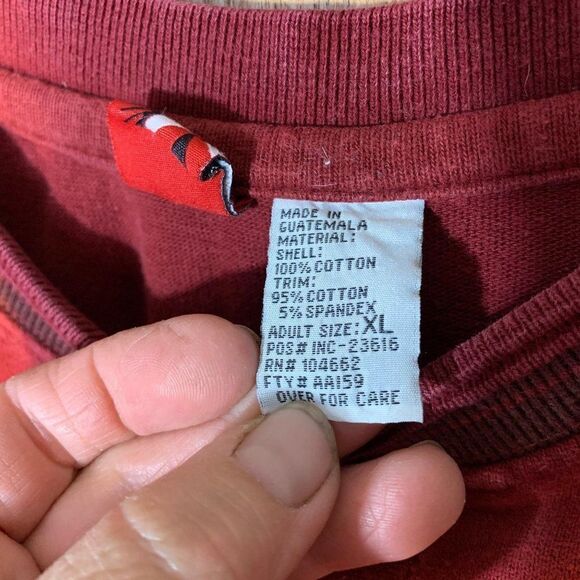 MADE IN
GUATEMALA
MATERIAL:
SHELL:
100% COTTON
TRIM:
95% COTTON
5% SPANDEX
ADULT SIZE: XL
POS# INC-23616
RN# 104662
FTY# AA159
OVER FOR CARE